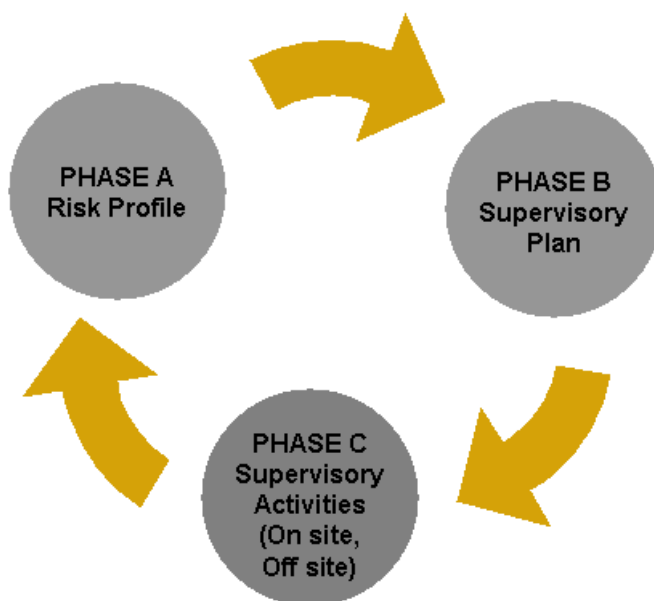 PHASE A
Risk Profile
PHASE B
Supervisory
Plan
PHASE C
Supervisory
Activities
(On site,
Off site)